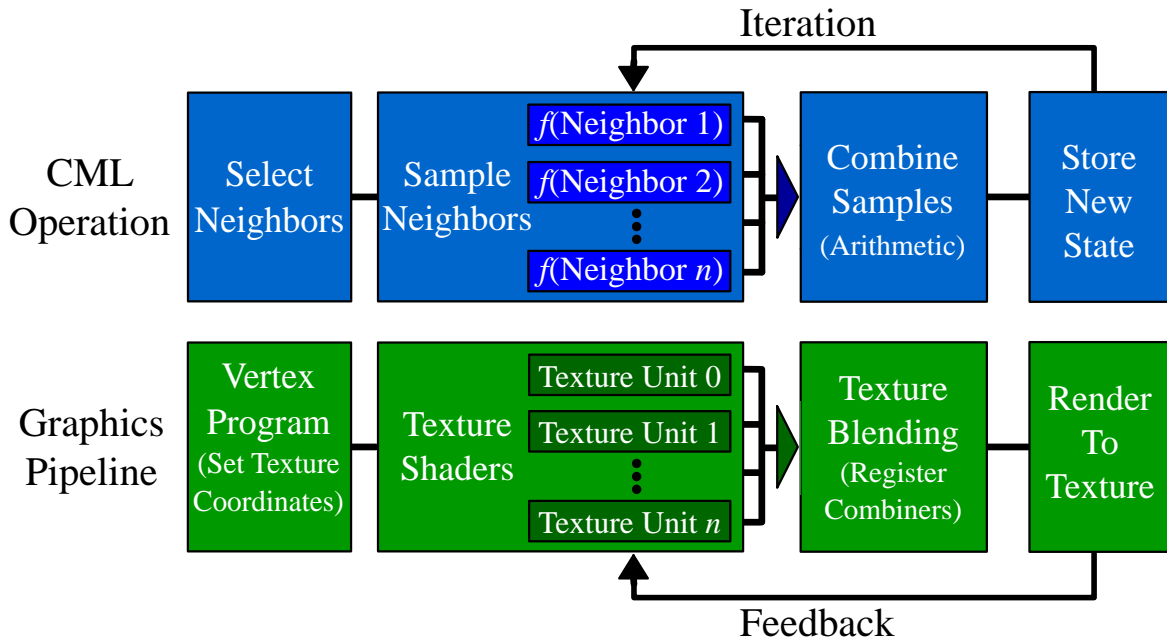 Iteration
CML
Operation
Select
Neighbors
Sample
Neighbors
f(Neighbor 1)
f(Neighbor 2)
f(Neighbor n)
Combine
Samples
(Arithmetic)
Store
New
State
Graphics
Pipeline
Vertex
Program
(Set Texture
Coordinates)
Texture
Shaders
Texture Unit 0
Texture Unit 1
Texture Unit n
Texture
Blending
(Register
Combiners)
Render
To
Texture
Feedback